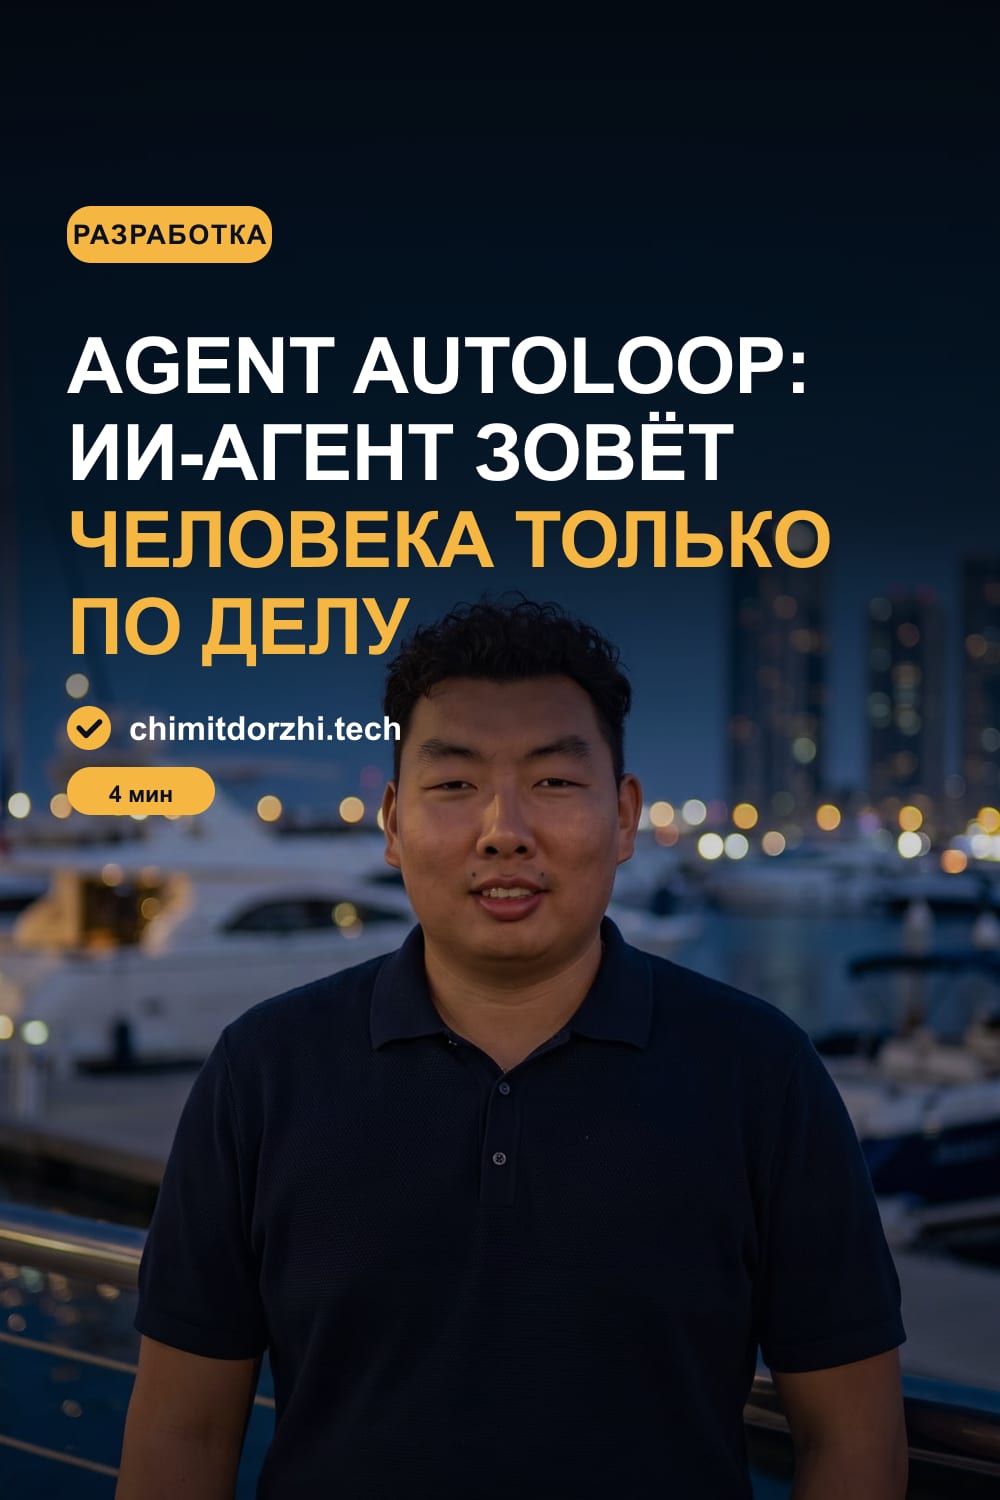 РАЗРАБОТКА
AGENT AUTOLOOP:
ИИ-АГЕНТ ЗОВЁТ
ЧЕЛОВЕКА ТОЛЬКО
ПО ДЕЛУ
chimitdorzhi.tech
4 мин